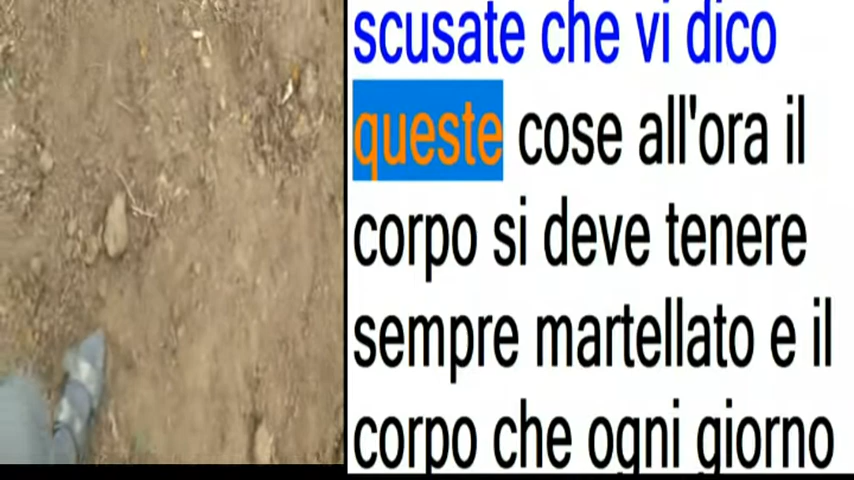 scusate che vi dico
queste cose all'ora il
corpo si deve tenere
sempre martellato e il
corpo che ogni giorno